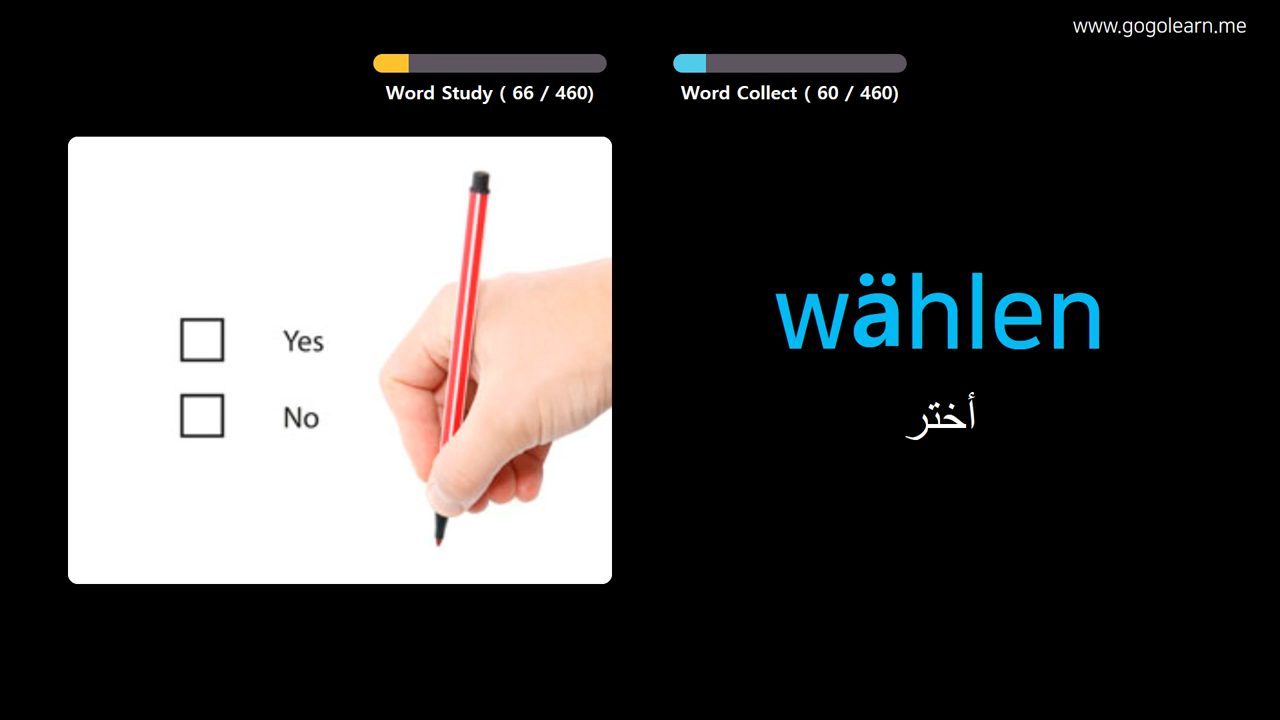 www.gogolearn.me
Word Study ( 66 / 460)
Word Collect ( 60 / 460)
Yes
No
wählen
أختر